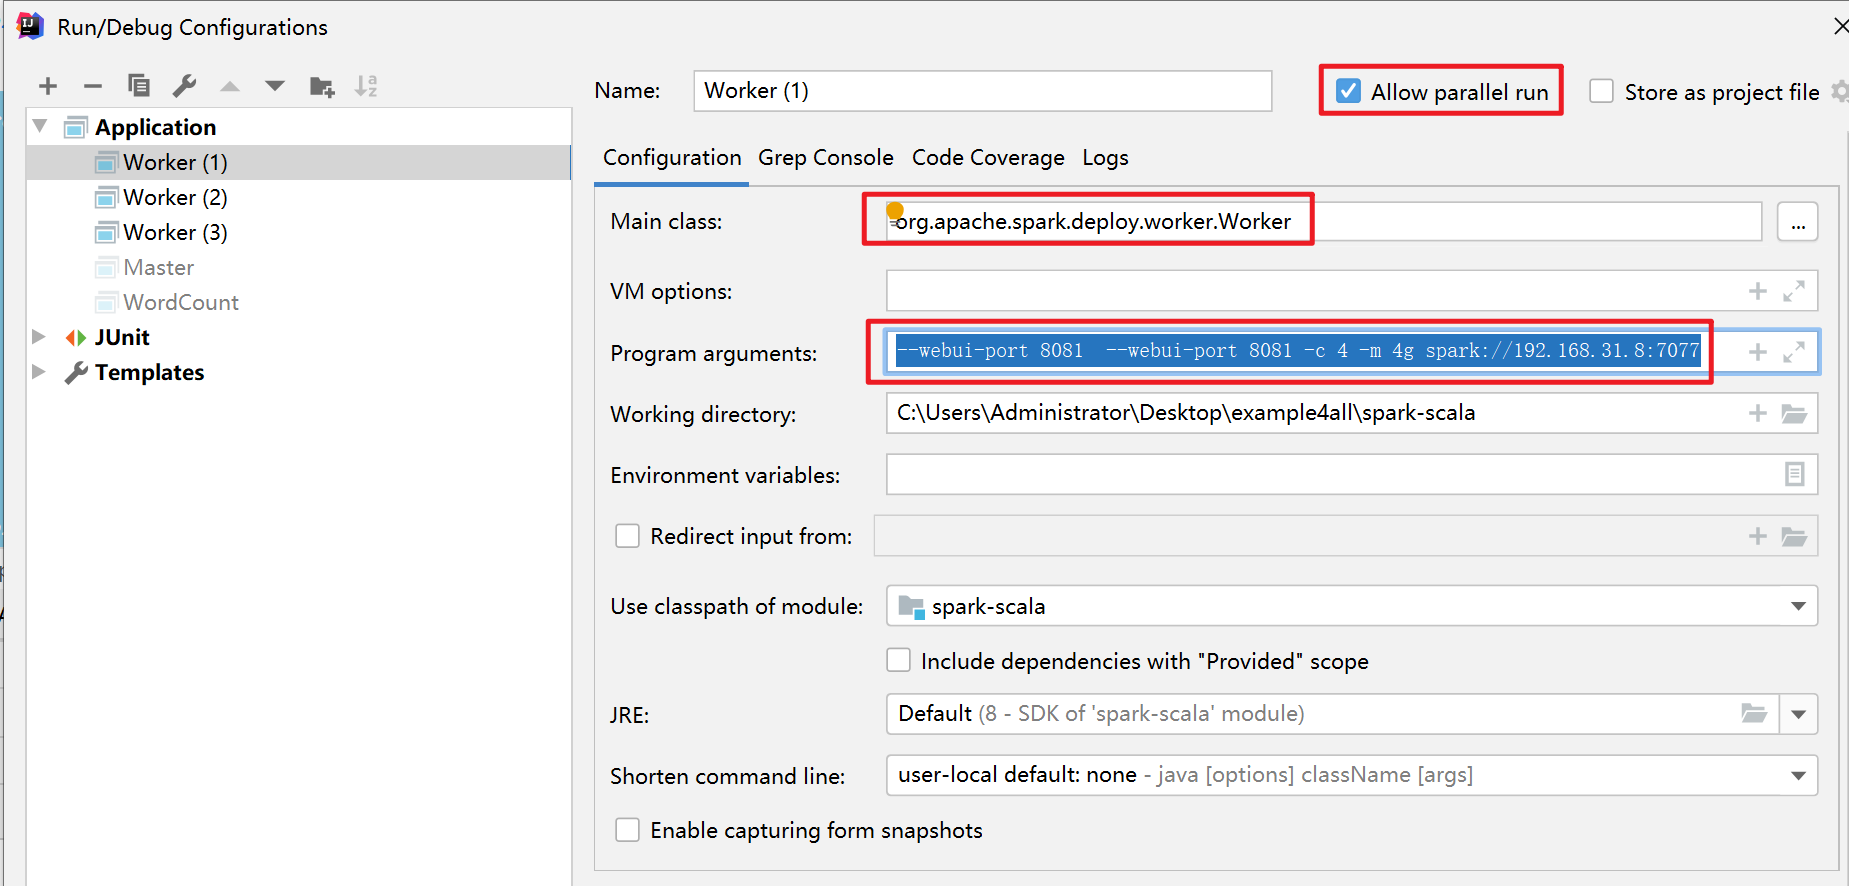 Run/Debug Configurations
Application
Worker (1)
Worker (2)
Worker (3)
Master
WordCount
JUnit
Templates
Name: Worker (1) Allow parallel run Store as project file
Configuration Grep Console Code Coverage Logs
Main class: org.apache.spark.deploy.worker.Worker ...
VM options:
Program arguments: --webui-port 8081  --webui-port 8081 -c 4 -m 4g spark://192.168.31.8:7077
Working directory: C:\Users\Administrator\Desktop\example4all\spark-scala
Environment variables:
Redirect input from:
Use classpath of module: spark-scala
Include dependencies with "Provided" scope
JRE: Default (8 - SDK of 'spark-scala' module)
Shorten command line: user-local default: none - java [options] className [args]
Enable capturing form snapshots